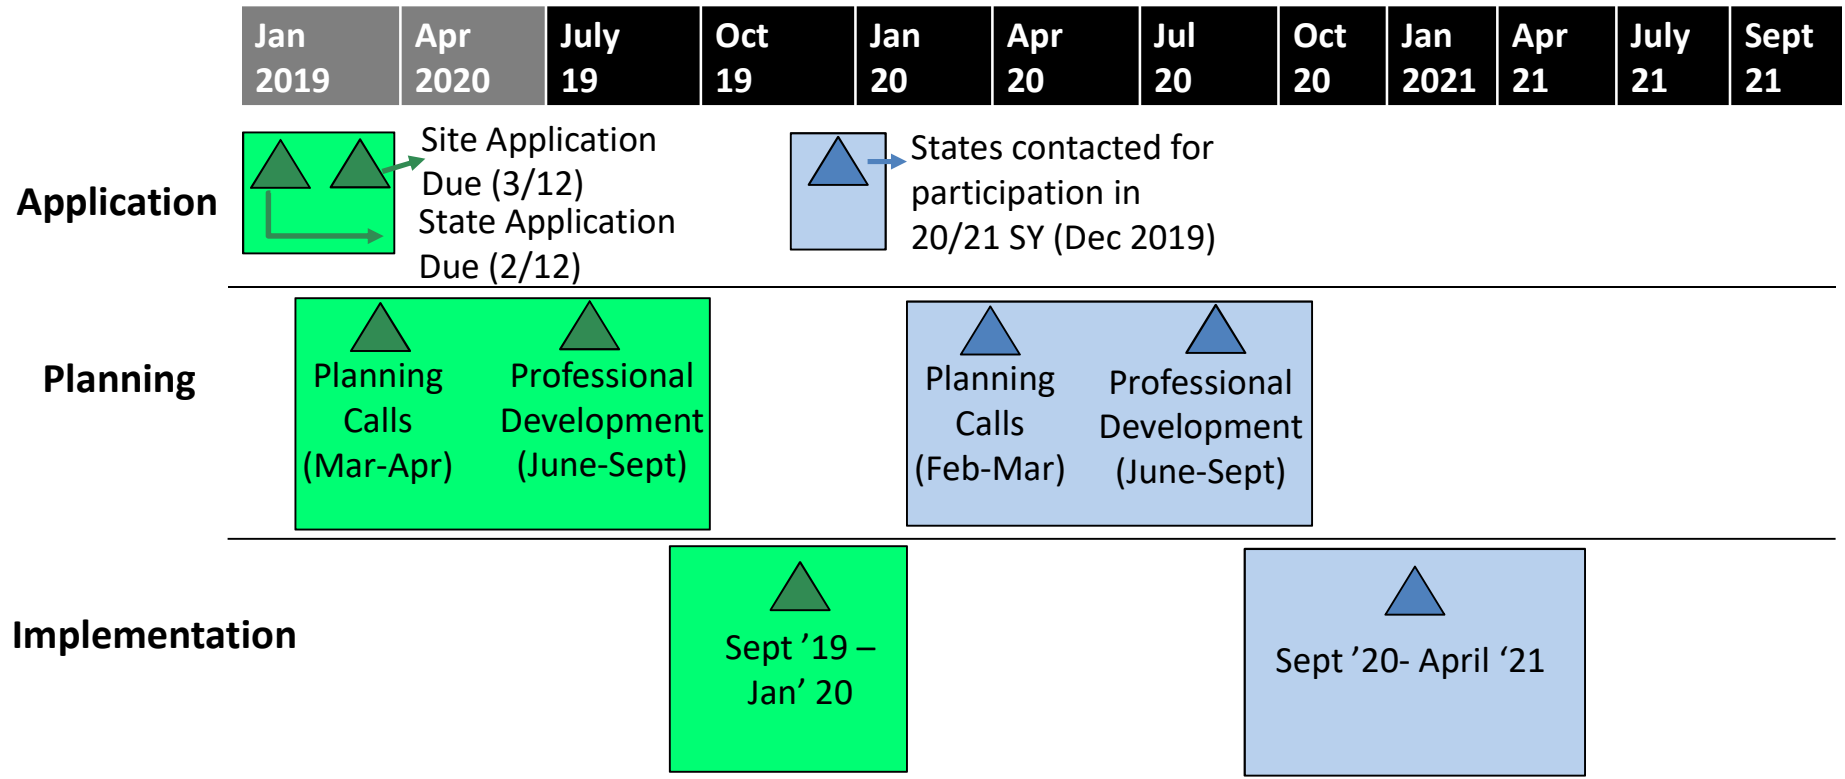 Jan 2019
Apr 2020
July 19
Oct 19
Jan 20
Apr 20
Jul 20
Oct 20
Jan 2021
Apr 21
July 21
Sept 21
Application
Site Application
Due (3/12)
State Application
Due (2/12)
States contacted for
participation in
20/21 SY (Dec 2019)
Planning
Planning
Calls
(Mar-Apr)
Professional
Development
(June-Sept)
Planning
Calls
(Feb-Mar)
Professional
Development
(June-Sept)
Implementation
Sept ’19 –
Jan’ 20
Sept ’20- April ‘21